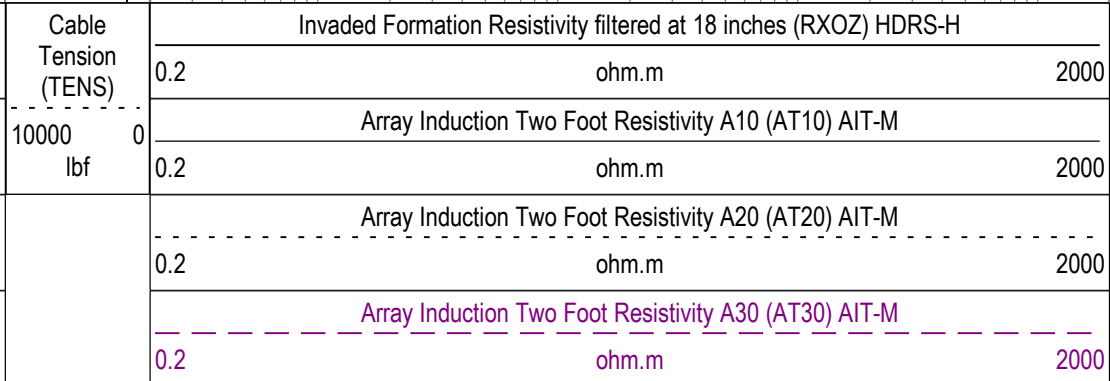 Cable
Tension
(TENS)
10000 0
lbf
Invaded Formation Resistivity filtered at 18 inches (RXOZ) HDRS-H
0.2 ohm.m 2000
Array Induction Two Foot Resistivity A10 (AT10) AIT-M
0.2 ohm.m 2000
Array Induction Two Foot Resistivity A20 (AT20) AIT-M
0.2 ohm.m 2000
Array Induction Two Foot Resistivity A30 (AT30) AIT-M
0.2 ohm.m 2000